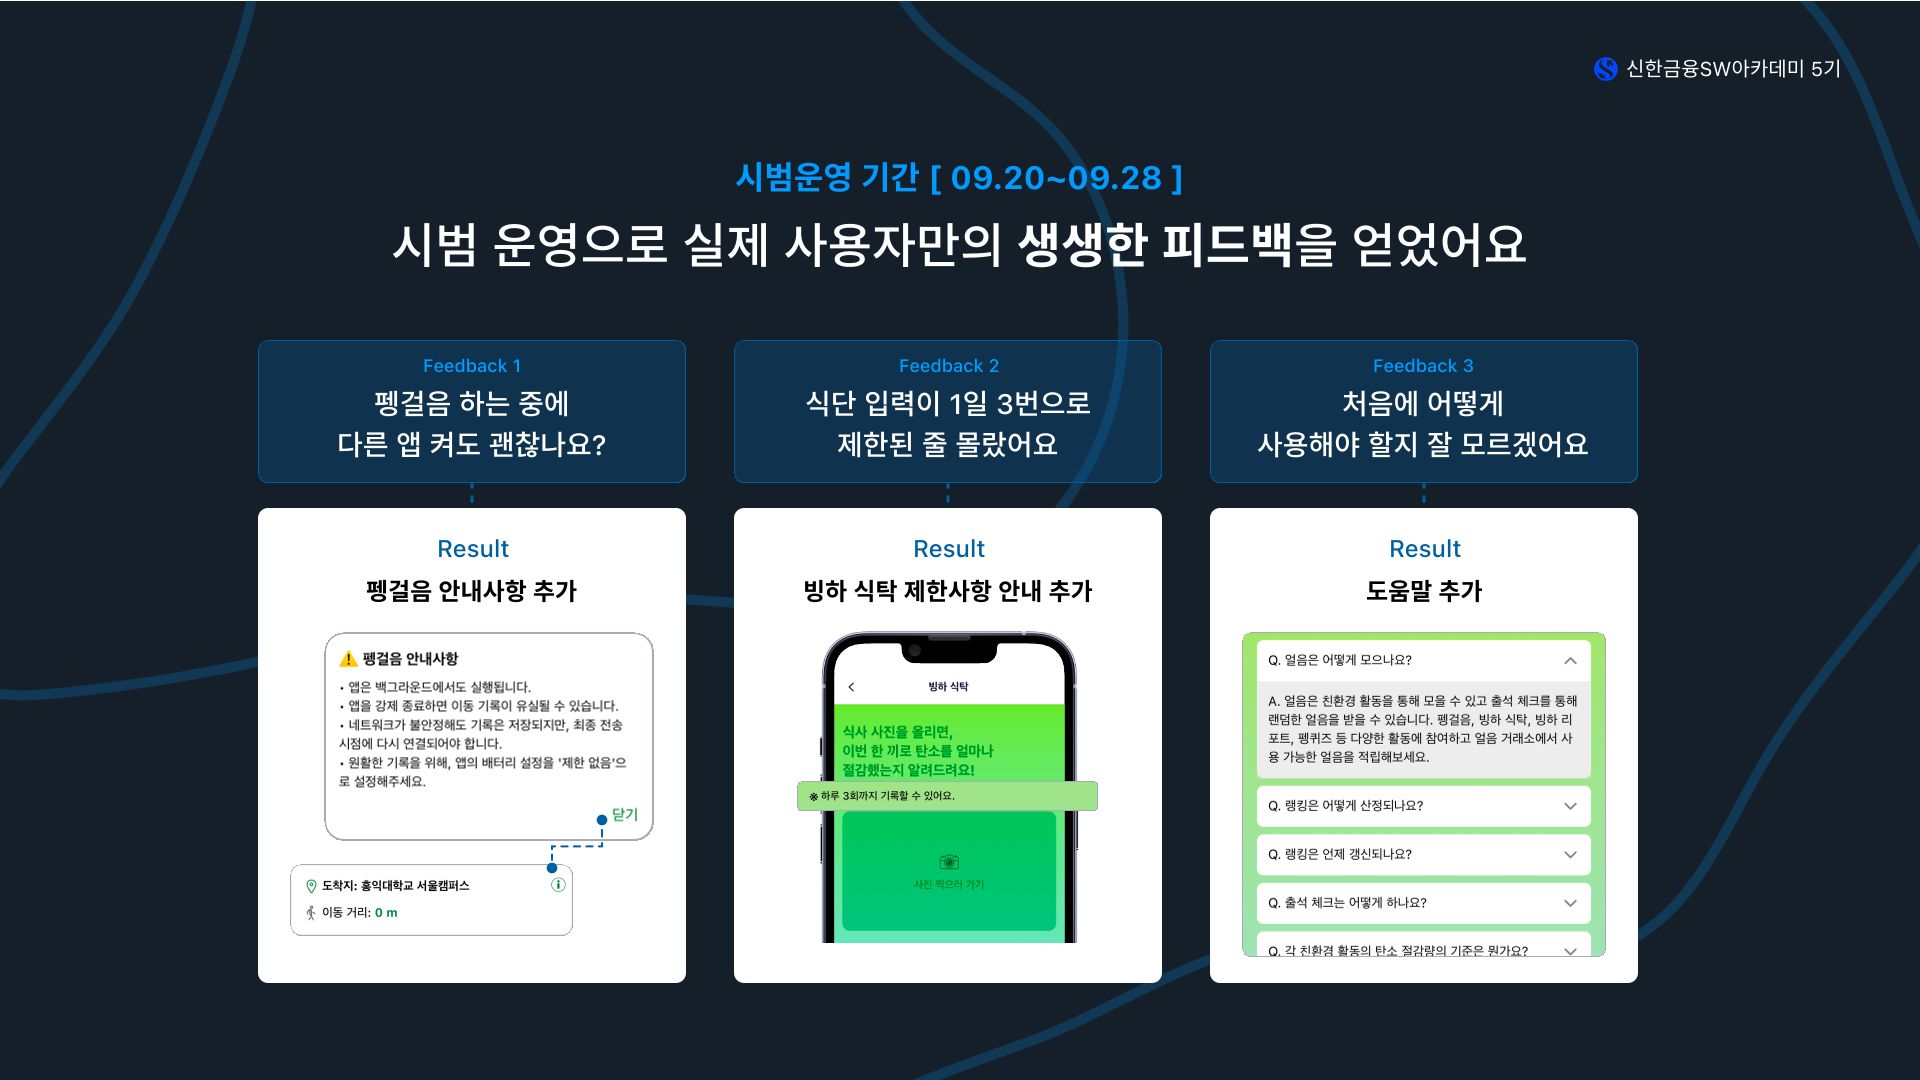 신한금융SW아카데미 5기
시범운영 기간 [ 09.20~09.28 ]
시범 운영으로 실제 사용자만의 생생한 피드백을 얻었어요
Feedback 1
펭걸음 하는 중에
다른 앱 켜도 괜찮나요?
Feedback 2
식단 입력이 1일 3번으로
제한된 줄 몰랐어요
Feedback 3
처음에 어떻게
사용해야 할지 잘 모르겠어요
Result
펭걸음 안내사항 추가
펭걸음 안내사항
• 앱은 백그라운드에서도 실행됩니다.
• 앱을 강제 종료하면 이동 기록이 유실될 수 있습니다.
• 네트워크가 불안정해도 기록은 저장되지만, 최종 전송
시점에 다시 연결되어야 합니다.
• 원활한 기록을 위해, 앱의 배터리 설정을 '제한 없음'으
로 설정해주세요.
닫기
도착지: 홍익대학교 서울캠퍼스
이동 거리: 0 m
Result
빙하 식탁 제한사항 안내 추가
빙하 식탁
식사 사진을 올리면,
이번 한 끼로 탄소를 얼마나
절감했는지 알려드려요!
※ 하루 3회까지 기록할 수 있어요.
사진 찍으러 가기
Result
도움말 추가
Q. 얼음은 어떻게 모으나요?
A. 얼음은 친환경 활동을 통해 모을 수 있고 출석 체크를 통해
랜덤한 얼음을 받을 수 있습니다. 펭걸음, 빙하 식탁, 빙하 리
포트, 펭퀴즈 등 다양한 활동에 참여하고 얼음 거래소에서 사
용 가능한 얼음을 적립해보세요.
Q. 랭킹은 어떻게 산정되나요?
Q. 랭킹은 언제 갱신되나요?
Q. 출석 체크는 어떻게 하나요?
Q. 각 친환경 활동의 탄소 절감량의 기준은 뭔가요?